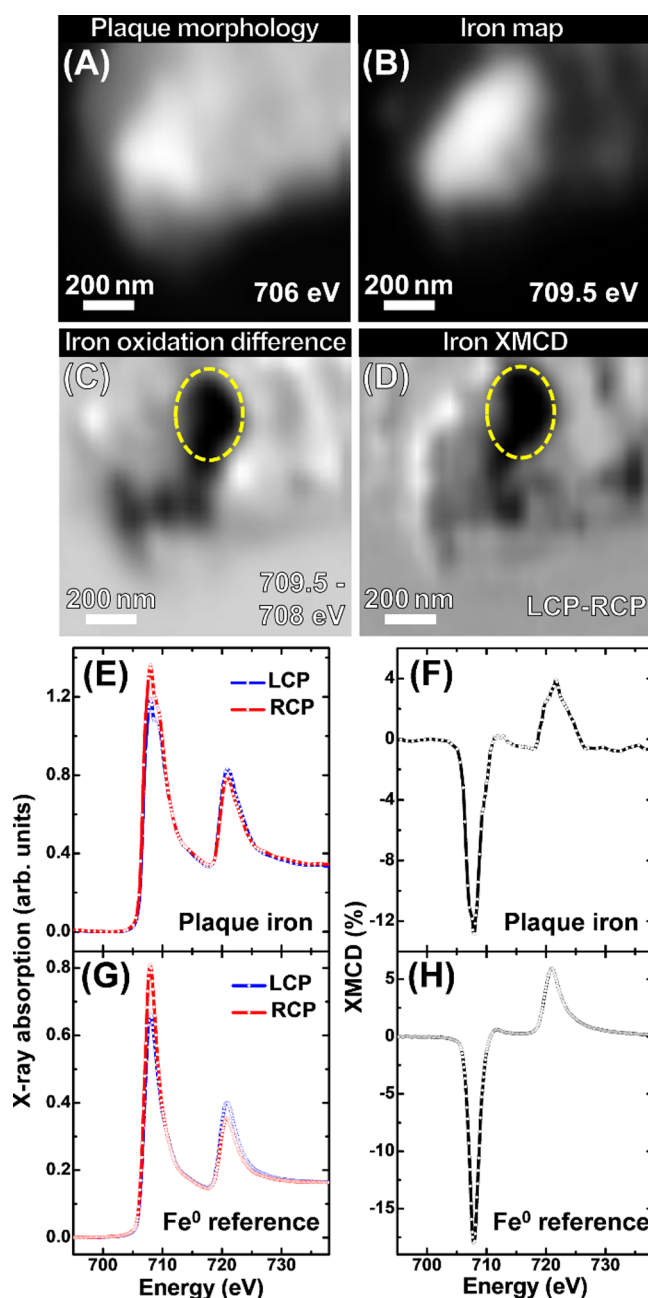 Plaque morphology
Iron map
(A)
(B)
200 nm
706 eV
200 nm
709.5 eV
Iron oxidation difference
Iron XMCD
(C)
(D)
200 nm
709.5 -
708 eV
200 nm
LCP-RCP
(E)
LCP
RCP
1.2
0.8
0.4
0.0
Plaque iron
(F)
4
0
-4
-8
-12
Plaque iron
X-ray absorption (arb. units)
XMCD (%)
(G)
LCP
RCP
0.8
0.6
0.4
0.2
0.0
Fe⁰ reference
700 710 720 730
Energy (eV)
(H)
5
0
-5
-10
-15
Fe⁰ reference
700 710 720 730
Energy (eV)